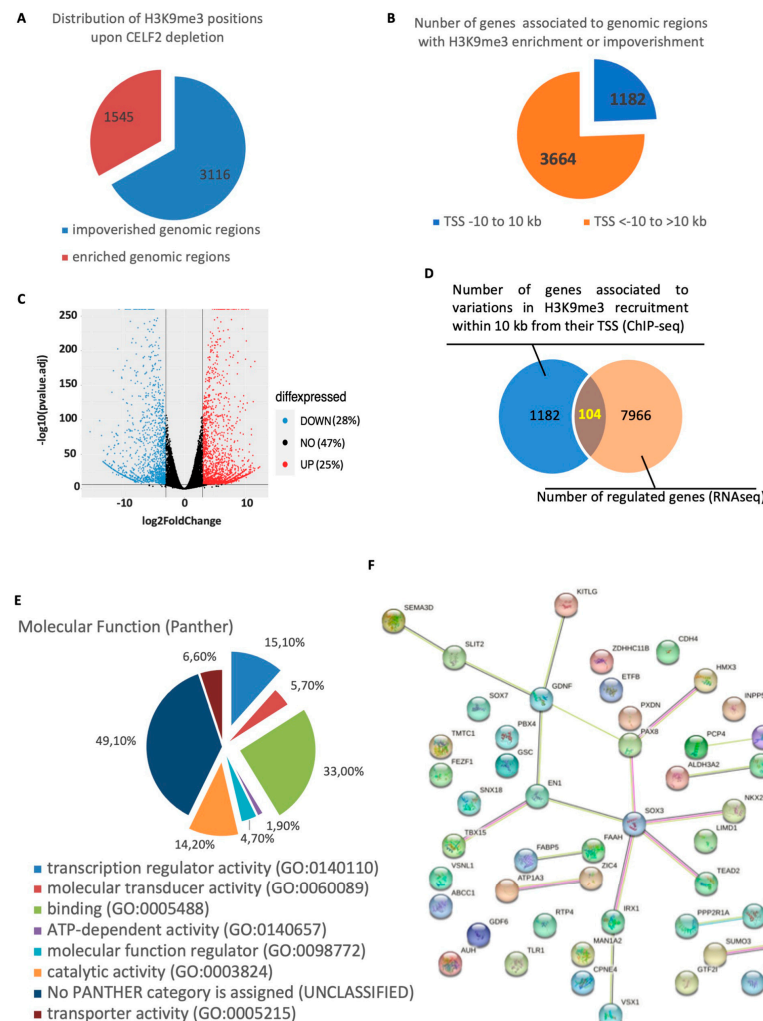 A
Distribution of H3K9me3 positions
upon CELF2 depletion
1545
3116
impoverished genomic regions
enriched genomic regions
B
Number of genes associated to genomic regions
with H3K9me3 enrichment or impoverishment
1182
3664
TSS -10 to 10 kb
TSS <-10 to >10 kb
C
250
200
150
100
50
0
-log10(pvalue.adj)
-10
0
10
log2FoldChange
diffexpressed
DOWN (28%)
NO (47%)
UP (25%)
D
Number of genes associated to
variations in H3K9me3 recruitment
within 10 kb from their TSS (ChIP-seq)
1182
104
7966
Number of regulated genes (RNAseq)
E
Molecular Function (Panther)
15,10%
5,70%
33,00%
1,90%
4,70%
14,20%
49,10%
6,60%
transcription regulator activity (GO:0140110)
molecular transducer activity (GO:0060089)
binding (GO:0005488)
ATP-dependent activity (GO:0140657)
molecular function regulator (GO:0098772)
catalytic activity (GO:0003824)
No PANTHER category is assigned (UNCLASSIFIED)
transporter activity (GO:0005215)
F
KITLG
SEMA3D
SLIT2
CDH4
ZDHHC11B
HMX3
ETFB
GDNF
SOX7
PXDN
INPP5
PBX4
PAX8
TMTC1
PCP4
GSC
FEZF1
ALDH3A2
EN1
SNX18
NKX2
SOX3
LIMD1
TBX15
FAAH
FABP5
VSNL1
ZIC4
TEAD2
ATP1A3
ABCC1
IRX1
RTP4
PPP2R1A
GDF6
MAN1A2
SUMO3
AUH
TLR1
CPNE4
GTF2I
VSX1